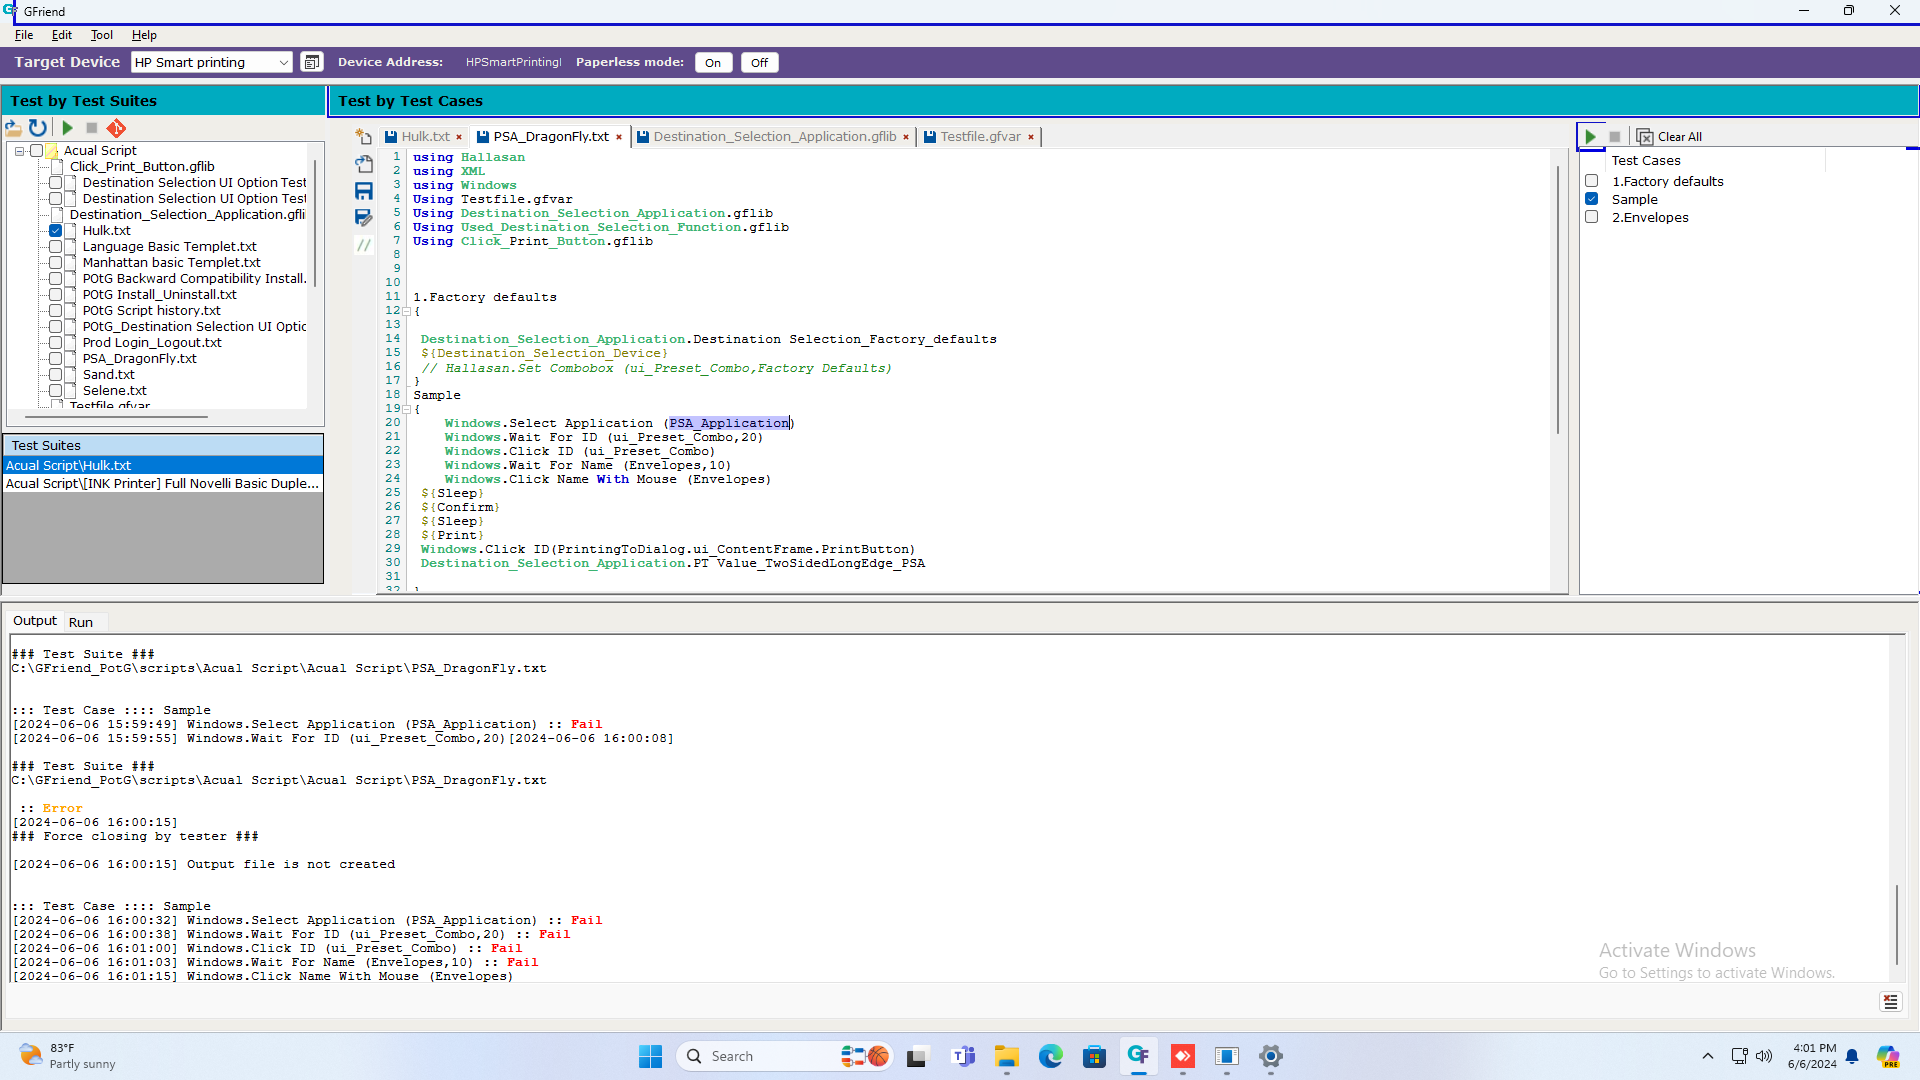 GFriend
File Edit Tool Help
Target Device HP Smart printing Device Address: HPSmartPrinting Paperless mode: On Off
Test by Test Suites
Acual Script
Click_Print_Button.gflib
Destination Selection UI Option Test
Destination Selection UI Option Test
Destination_Selection_Application.gfli
Hulk.txt
Language Basic Templet.txt
Manhattan basic Templet.txt
POtG Backward Compatibility Install.
POtG Install_Uninstall.txt
POtG Script history.txt
POtG_Destination Selection UI Optic
Prod Login_Logout.txt
PSA_DragonFly.txt
Sand.txt
Selene.txt
Testfile.gfvar
Test Suites
Acual Script\Hulk.txt
Acual Script\[INK Printer] Full Novelli Basic Duple...
Test by Test Cases
Hulk.txt PSA_DragonFly.txt Destination_Selection_Application.gflib Testfile.gfvar
1 using Hallasan
2 using XML
3 using Windows
4 Using Testfile.gfvar
5 Using Destination_Selection_Application.gflib
6 Using Used_Destination_Selection_Function.gflib
7 Using Click_Print_Button.gflib
8
9
10
11 1.Factory defaults
12 {
13
14 Destination_Selection_Application.Destination Selection_Factory_defaults
15 ${Destination_Selection_Device}
16 // Hallasan.Set Combobox (ui_Preset_Combo,Factory Defaults)
17 }
18 Sample
19 {
20 Windows.Select Application (PSA_Application)
21 Windows.Wait For ID (ui_Preset_Combo,20)
22 Windows.Click ID (ui_Preset_Combo)
23 Windows.Wait For Name (Envelopes,10)
24 Windows.Click Name With Mouse (Envelopes)
25 ${Sleep}
26 ${Confirm}
27 ${Sleep}
28 ${Print}
29 Windows.Click ID(PrintingToDialog.ui_ContentFrame.PrintButton)
30 Destination_Selection_Application.PT Value_TwoSidedLongEdge_PSA
31
32 }
Clear All
Test Cases
1.Factory defaults
Sample
2.Envelopes
Output Run
### Test Suite ###
C:\GFriend_PotG\scripts\Acual Script\Acual Script\PSA_DragonFly.txt
::: Test Case :::: Sample
[2024-06-06 15:59:49] Windows.Select Application (PSA_Application) :: Fail
[2024-06-06 15:59:55] Windows.Wait For ID (ui_Preset_Combo,20)[2024-06-06 16:00:08]
### Test Suite ###
C:\GFriend_PotG\scripts\Acual Script\Acual Script\PSA_DragonFly.txt
:: Error
[2024-06-06 16:00:15]
### Force closing by tester ###
[2024-06-06 16:00:15] Output file is not created
::: Test Case :::: Sample
[2024-06-06 16:00:32] Windows.Select Application (PSA_Application) :: Fail
[2024-06-06 16:00:38] Windows.Wait For ID (ui_Preset_Combo,20) :: Fail
[2024-06-06 16:01:00] Windows.Click ID (ui_Preset_Combo) :: Fail
[2024-06-06 16:01:03] Windows.Wait For Name (Envelopes,10) :: Fail
[2024-06-06 16:01:15] Windows.Click Name With Mouse (Envelopes)
Activate Windows
Go to Settings to activate Windows.
83°F
Partly sunny
Search
4:01 PM
6/6/2024
PRE